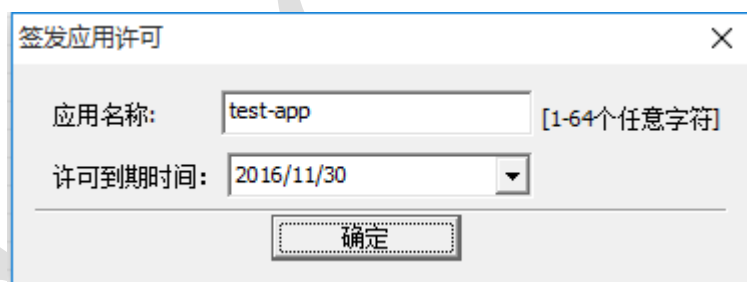 签发应用许可
应用名称: test-app [1-64个任意字符]
许可到期时间: 2016/11/30
确定